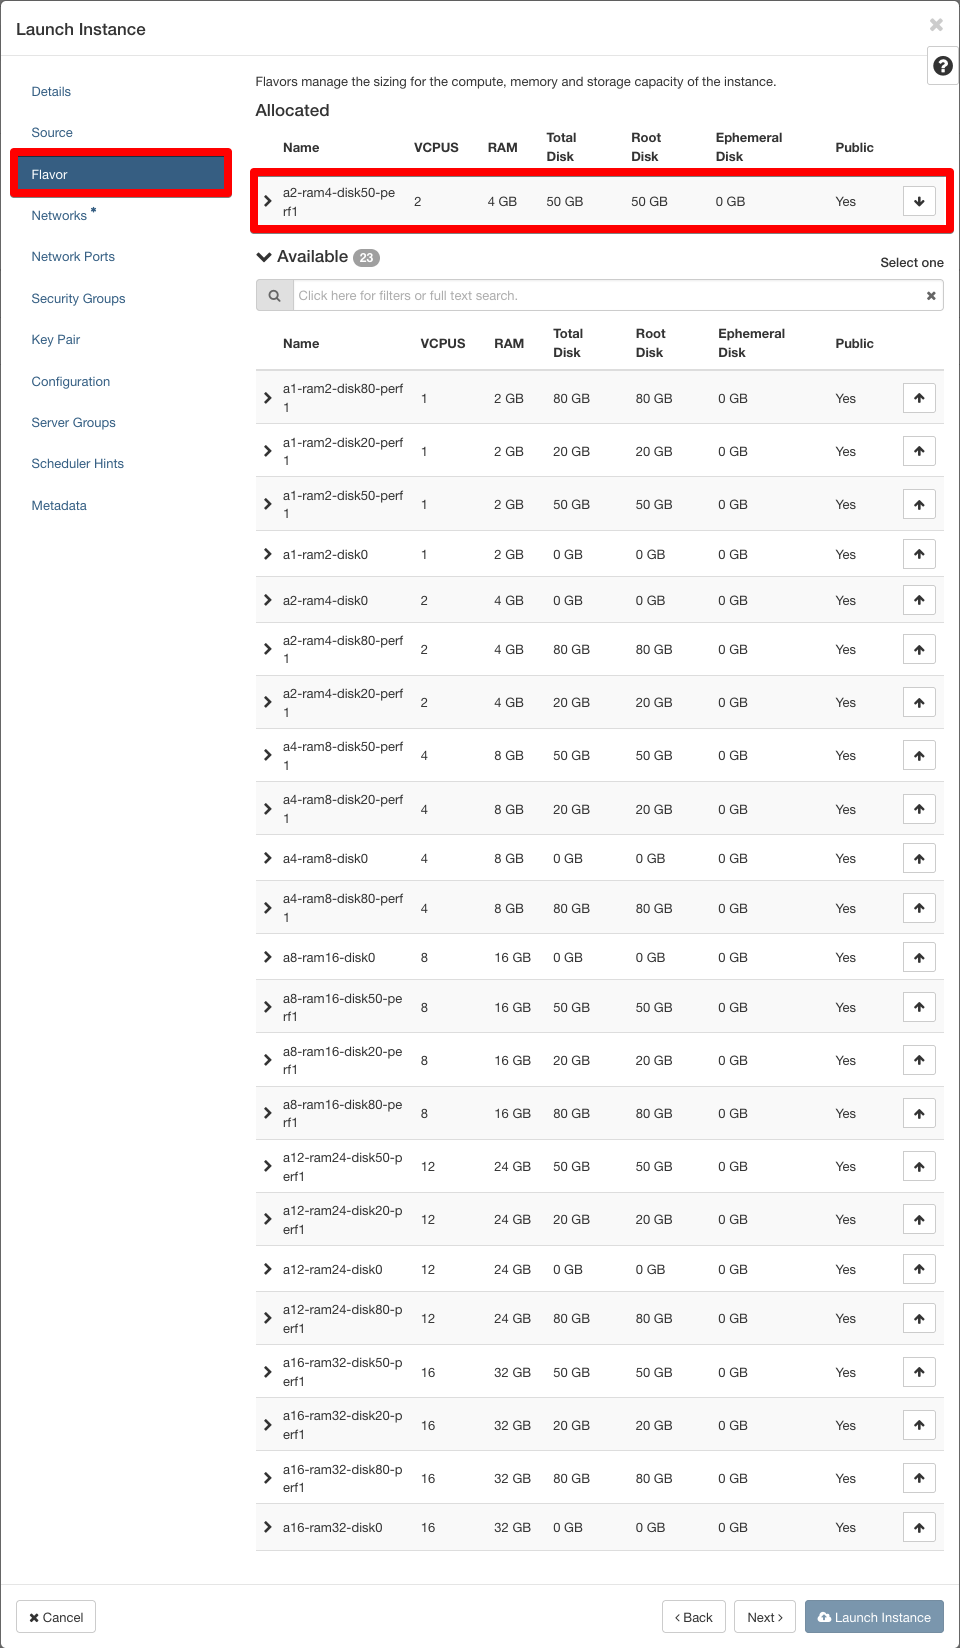 Launch Instance
Details
Source
Flavor
Networks *
Network Ports
Security Groups
Key Pair
Configuration
Server Groups
Scheduler Hints
Metadata
Flavors manage the sizing for the compute, memory and storage capacity of the instance.
Allocated
Name VCPUS RAM Total Disk Root Disk Ephemeral Disk Public
a2-ram4-disk50-perf1 2 4 GB 50 GB 50 GB 0 GB Yes
Available 23
Select one
Click here for filters or full text search.
Name VCPUS RAM Total Disk Root Disk Ephemeral Disk Public
a1-ram2-disk80-perf1 1 2 GB 80 GB 80 GB 0 GB Yes
a1-ram2-disk20-perf1 1 2 GB 20 GB 20 GB 0 GB Yes
a1-ram2-disk50-perf1 1 2 GB 50 GB 50 GB 0 GB Yes
a1-ram2-disk0 1 2 GB 0 GB 0 GB 0 GB Yes
a2-ram4-disk0 2 4 GB 0 GB 0 GB 0 GB Yes
a2-ram4-disk80-perf1 2 4 GB 80 GB 80 GB 0 GB Yes
a2-ram4-disk20-perf1 2 4 GB 20 GB 20 GB 0 GB Yes
a4-ram8-disk50-perf1 4 8 GB 50 GB 50 GB 0 GB Yes
a4-ram8-disk20-perf1 4 8 GB 20 GB 20 GB 0 GB Yes
a4-ram8-disk0 4 8 GB 0 GB 0 GB 0 GB Yes
a4-ram8-disk80-perf1 4 8 GB 80 GB 80 GB 0 GB Yes
a8-ram16-disk0 8 16 GB 0 GB 0 GB 0 GB Yes
a8-ram16-disk50-perf1 8 16 GB 50 GB 50 GB 0 GB Yes
a8-ram16-disk20-perf1 8 16 GB 20 GB 20 GB 0 GB Yes
a8-ram16-disk80-perf1 8 16 GB 80 GB 80 GB 0 GB Yes
a12-ram24-disk50-perf1 12 24 GB 50 GB 50 GB 0 GB Yes
a12-ram24-disk20-perf1 12 24 GB 20 GB 20 GB 0 GB Yes
a12-ram24-disk0 12 24 GB 0 GB 0 GB 0 GB Yes
a12-ram24-disk80-perf1 12 24 GB 80 GB 80 GB 0 GB Yes
a16-ram32-disk50-perf1 16 32 GB 50 GB 50 GB 0 GB Yes
a16-ram32-disk20-perf1 16 32 GB 20 GB 20 GB 0 GB Yes
a16-ram32-disk80-perf1 16 32 GB 80 GB 80 GB 0 GB Yes
a16-ram32-disk0 16 32 GB 0 GB 0 GB 0 GB Yes
Cancel
Back
Next
Launch Instance